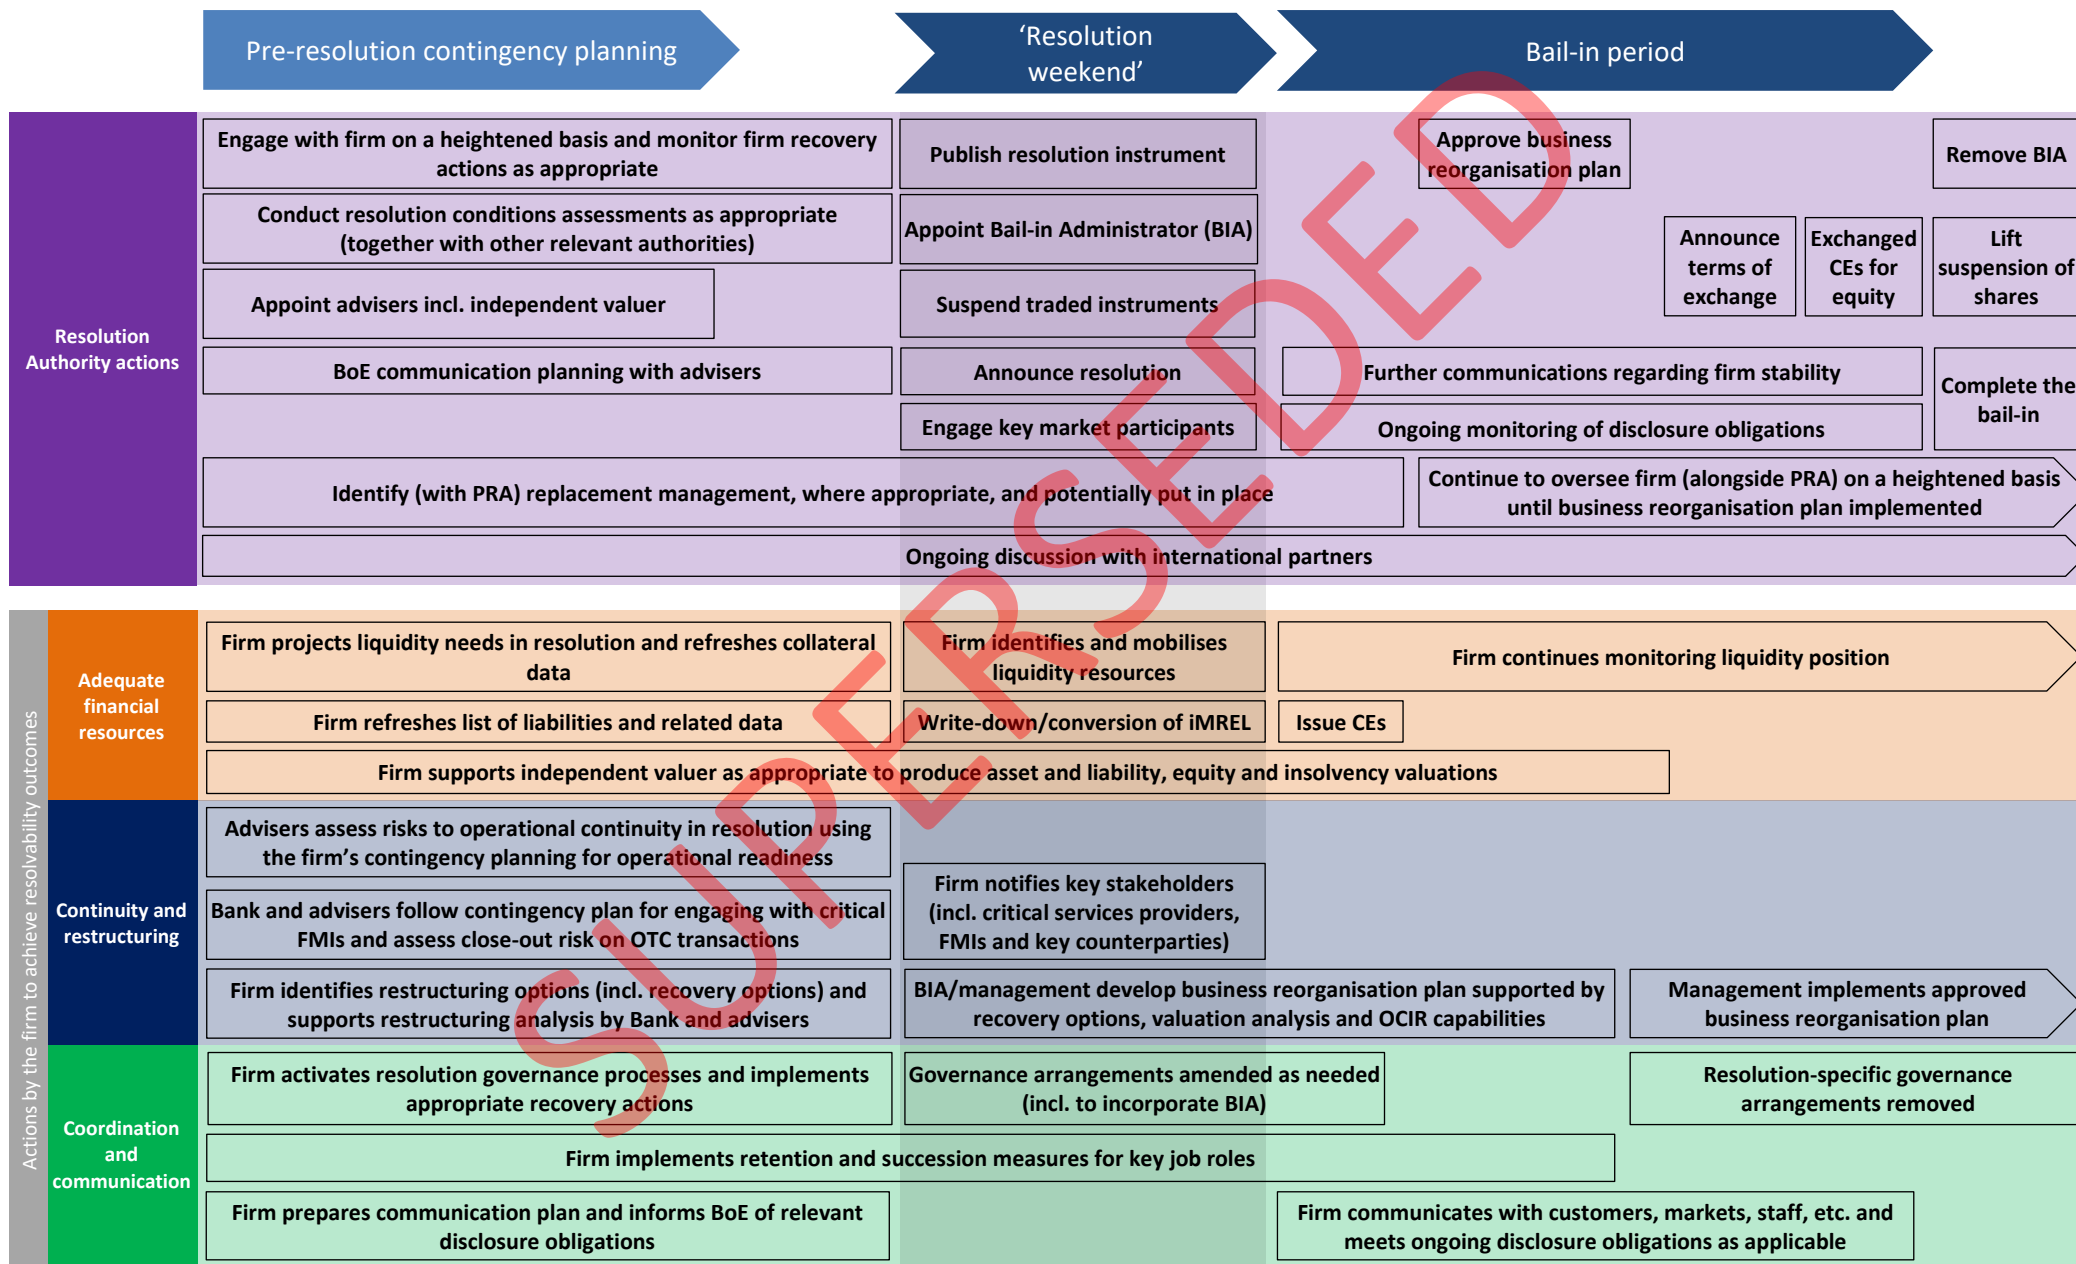 Pre-resolution contingency planning
‘Resolution
weekend’
Bail-in period
Resolution
Authority actions
Engage with firm on a heightened basis and monitor firm recovery
actions as appropriate
Publish resolution instrument
Approve business
reorganisation plan
Remove BIA
Conduct resolution conditions assessments as appropriate
(together with other relevant authorities)
Appoint Bail-in Administrator (BIA)
Announce
terms of
exchange
Exchanged
CEs for
equity
Lift
suspension of
shares
Appoint advisers incl. independent valuer
Suspend traded instruments
BoE communication planning with advisers
Announce resolution
Further communications regarding firm stability
Complete the
bail-in
Engage key market participants
Ongoing monitoring of disclosure obligations
Identify (with PRA) replacement management, where appropriate, and potentially put in place
Continue to oversee firm (alongside PRA) on a heightened basis
until business reorganisation plan implemented
Ongoing discussion with international partners
Actions by the firm to achieve resolvability outcomes
Adequate
financial
resources
Firm projects liquidity needs in resolution and refreshes collateral
data
Firm identifies and mobilises
liquidity resources
Firm continues monitoring liquidity position
Firm refreshes list of liabilities and related data
Write-down/conversion of iMREL
Issue CEs
Firm supports independent valuer as appropriate to produce asset and liability, equity and insolvency valuations
Continuity and
restructuring
Advisers assess risks to operational continuity in resolution using
the firm’s contingency planning for operational readiness
Bank and advisers follow contingency plan for engaging with critical
FMIs and assess close-out risk on OTC transactions
Firm notifies key stakeholders
(incl. critical services providers,
FMIs and key counterparties)
Firm identifies restructuring options (incl. recovery options) and
supports restructuring analysis by Bank and advisers
BIA/management develop business reorganisation plan supported by
recovery options, valuation analysis and OCIR capabilities
Management implements approved
business reorganisation plan
Coordination
and
communication
Firm activates resolution governance processes and implements
appropriate recovery actions
Governance arrangements amended as needed
(incl. to incorporate BIA)
Resolution-specific governance
arrangements removed
Firm implements retention and succession measures for key job roles
Firm prepares communication plan and informs BoE of relevant
disclosure obligations
Firm communicates with customers, markets, staff, etc. and
meets ongoing disclosure obligations as applicable
SUPERSEDED